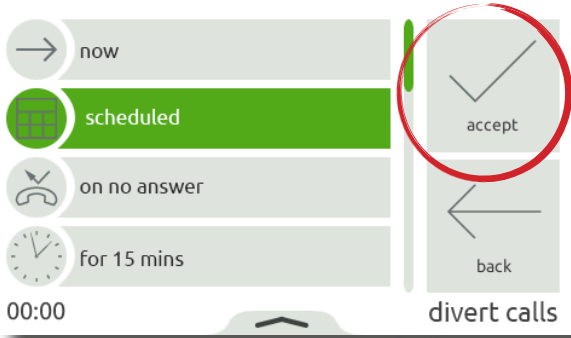 now
scheduled
on no answer
for 15 mins
accept
back
00:00
divert calls